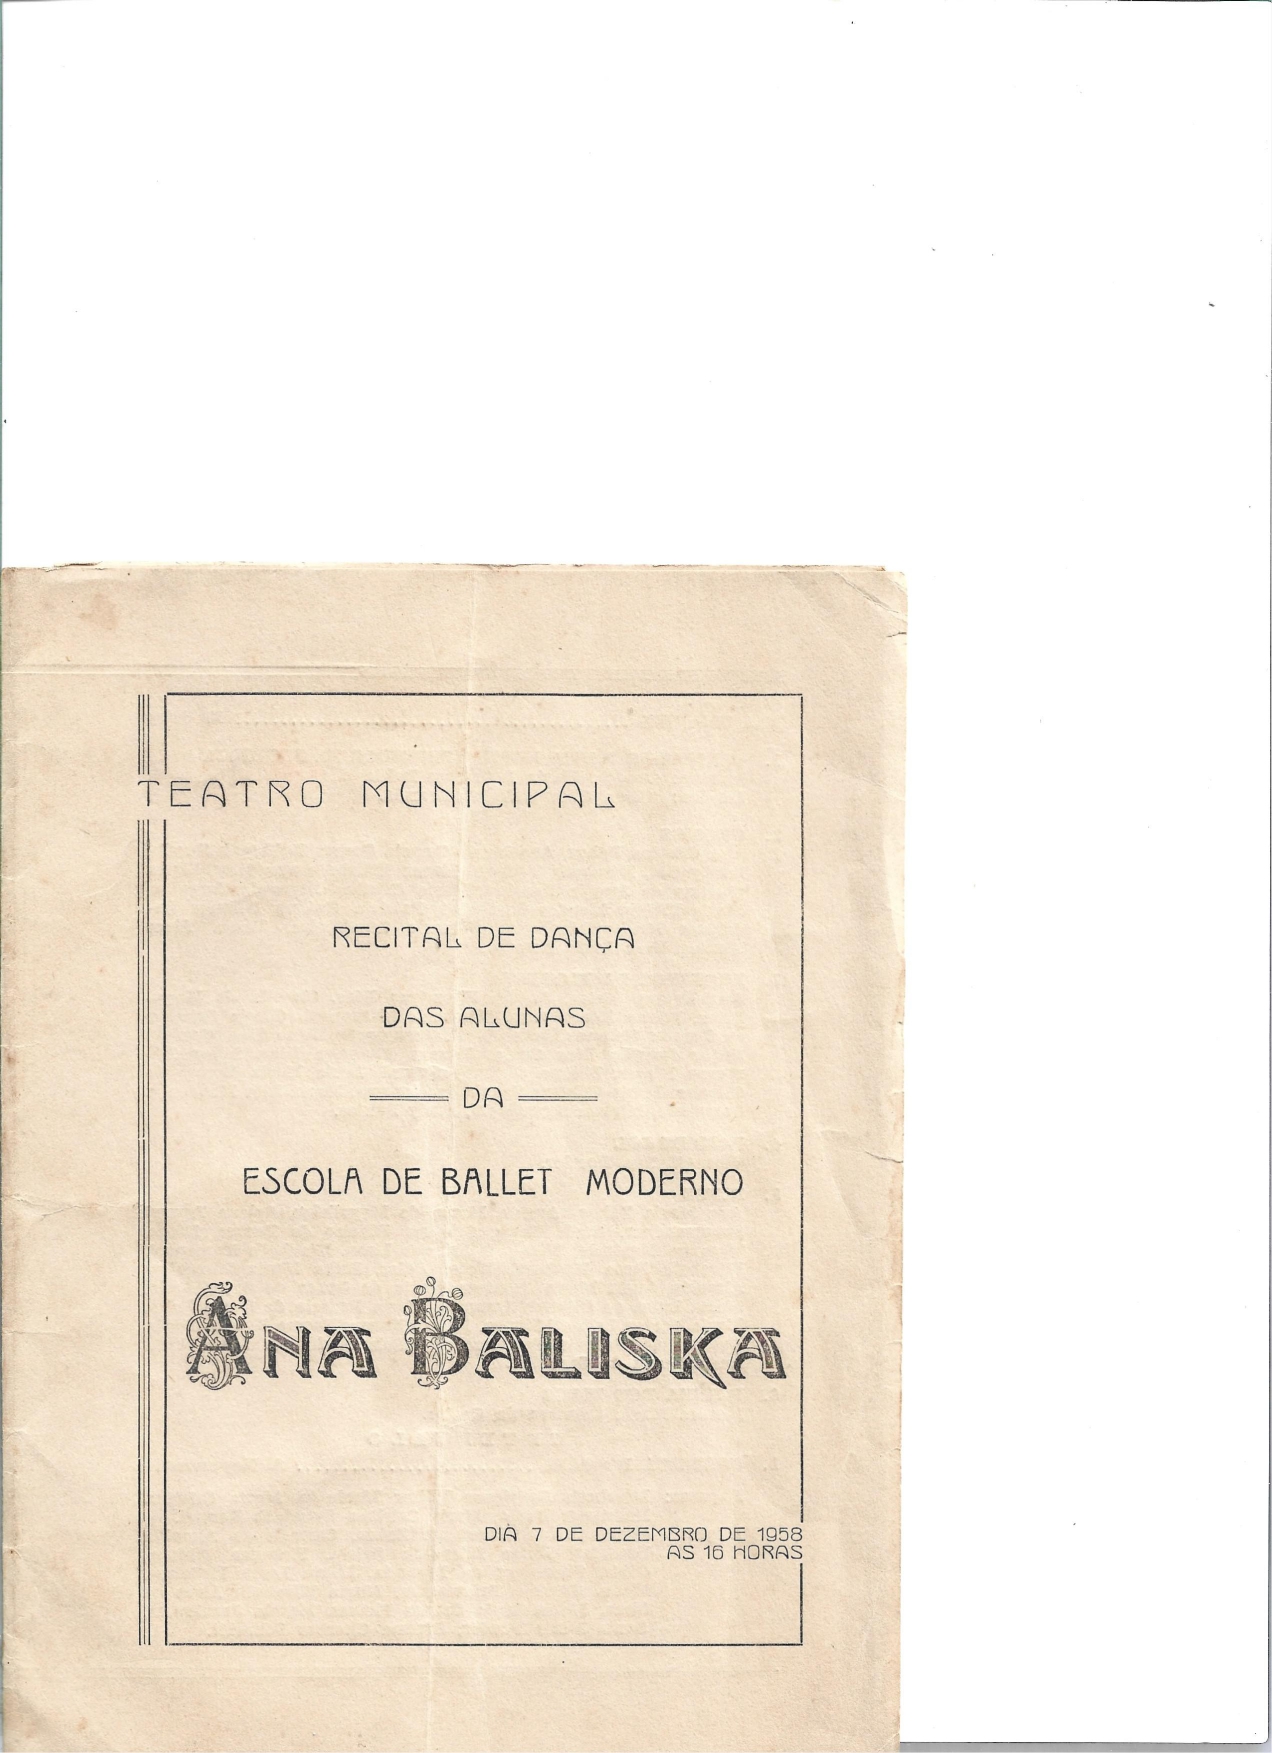 TEATRO MUNICIPAL
RECITAL DE DANÇA
DAS ALUNAS
DA
ESCOLA DE BALLET MODERNO
ANA BALISKA
DIA 7 DE DEZEMBRO DE 1958
AS 16 HORAS